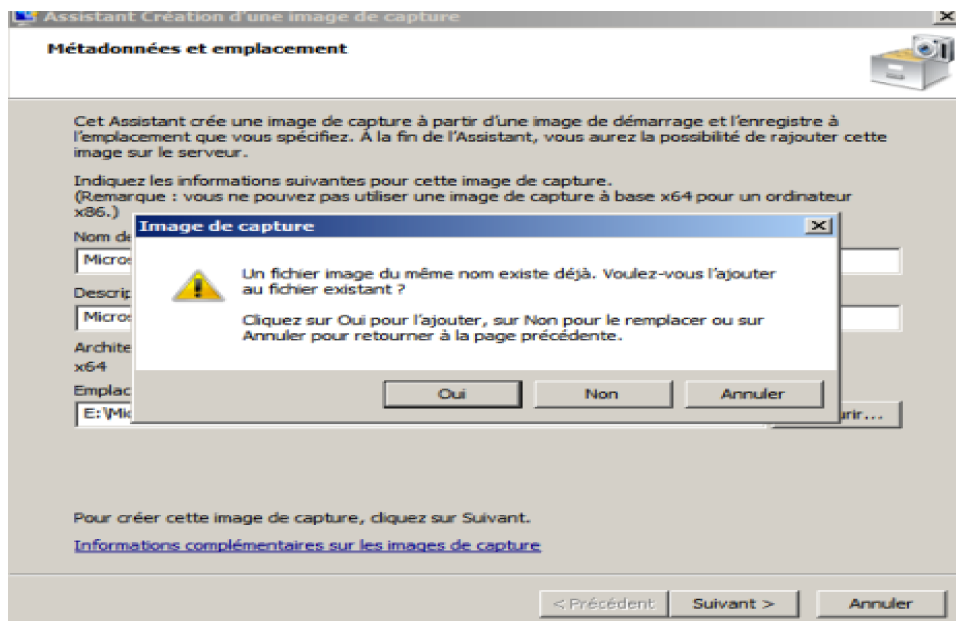 Assistant Création d'une image de capture
Métadonnées et emplacement
Cet Assistant crée une image de capture à partir d'une image de démarrage et l'enregistre à
l'emplacement que vous spécifiez. À la fin de l'Assistant, vous aurez la possibilité de rajouter cette
image sur le serveur.
Indiquez les informations suivantes pour cette image de capture.
(Remarque : vous ne pouvez pas utiliser une image de capture à base x64 pour un ordinateur
x86.)
Image de capture
Nom de
Un fichier image du même nom existe déjà. Voulez-vous l'ajouter
au fichier existant ?
Cliquez sur Oui pour l'ajouter, sur Non pour le remplacer ou sur
Annuler pour retourner à la page précédente.
x64
Oui Non Annuler
Pour créer cette image de capture, cliquez sur Suivant.
Informations complémentaires sur les images de capture
< Précédent Suivant > Annuler